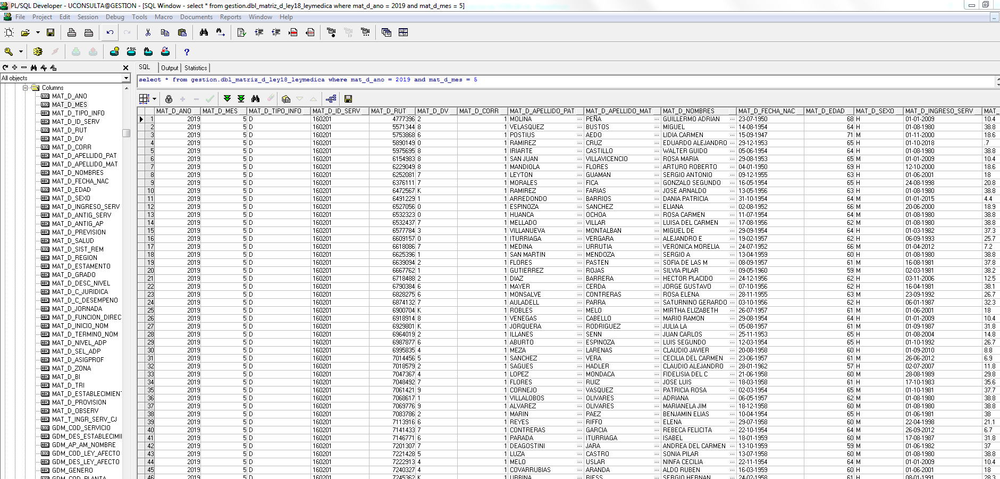 PL/SQL Developer - UCONSULTA@GESTION - [SQL Window - select * from gestion.dbl_matriz_d_ley18_leymedica where mat_d_ano = 2019 and mat_d_mes = 5]
File Project Edit Session Debug Tools Macro Documents Reports Window Help
All objects
Columns
MAT_D_ANO
MAT_D_MES
MAT_D_TIPO_INFO
MAT_D_ID_SERV
MAT_D_RUT
MAT_D_DV
MAT_D_CORR
MAT_D_APELLIDO_PAT
MAT_D_APELLIDO_MAT
MAT_D_NOMBRES
MAT_D_FECHA_NAC
MAT_D_EDAD
MAT_D_SEXO
MAT_D_INGRESO_SERV
MAT_D_ANTIG_SERV
MAT_D_ANTIG_AP
MAT_D_PREVISION
MAT_D_SALUD
MAT_D_SIST_REM
MAT_D_REGION
MAT_D_ESTAMENTO
MAT_D_GRADO
MAT_D_DESC_NIVEL
MAT_D_C_JURIDICA
MAT_D_C_DESEMPENO
MAT_D_JORNADA
MAT_D_FUNCION_DIREC
MAT_D_INICIO_NOM
MAT_D_TERMINO_NOM
MAT_D_NIVEL_ADP
MAT_D_SEL_ADP
MAT_D_ASIGPROF
MAT_D_ZONA
MAT_D_BI
MAT_D_TRI
MAT_D_ESTABLECIMIEN
MAT_D_PROVISION
MAT_D_OBSERV
MAT_T_INGR_SERV_CJ
GDM_COD_SERVICIO
GDM_DES_ESTABLECIMI
GDM_AP_AM_NOMBRE
GDM_COD_LEY_AFECTO
GDM_DES_LEY_AFECTO
GDM_GENERO
GDM_COD_PLANTA
SQL Output Statistics
select * from gestion.dbl_matriz_d_ley18_leymedica where mat_d_ano = 2019 and mat_d_mes = 5
MAT_D_ANO MAT_D_MES MAT_D_TIPO_INFO MAT_D_ID_SERV MAT_D_RUT MAT_D_DV MAT_D_CORR MAT_D_APELLIDO_PAT MAT_D_APELLIDO_MAT MAT_D_NOMBRES MAT_D_FECHA_NAC MAT_D_EDAD MAT_D_SEXO MAT_D_INGRESO_SERV MAT_
1 2019 5 D 160201 4777396 2 1 MOLINA ... PEÑA ... GUILLERMO ADRIAN ... 23-07-1950 68 H 01-01-2009 10.4
2 2019 5 D 160201 5571344 8 1 VELASQUEZ ... BUSTOS ... MIGUEL ... 14-08-1954 64 H 01-08-1980 38.8
3 2019 5 D 160201 5753868 6 1 POSTIUS ... AEDO ... LIDIA CARMEN ... 15-09-1947 71 M 01-11-2000 18.6
4 2019 5 D 160201 5890149 0 1 RAMIREZ ... CRUZ ... EDUARDO ALEJANDRO ... 29-12-1953 65 H 01-10-2018 .7
5 2019 5 D 160201 5975695 8 1 IRIARTE ... CASTILLO ... WALTER GUIDO ... 05-06-1954 64 H 01-08-1980 38.8
6 2019 5 D 160201 6154983 8 1 SAN JUAN ... VILLAVICENCIO ... ROSA MARIA ... 29-08-1953 65 M 01-01-2009 10.4
7 2019 5 D 160201 6229049 8 1 MANDIOLA ... FLORES ... ARTURO ROBERTO ... 04-01-1950 69 H 12-10-2000 18.6
8 2019 5 D 160201 6252081 7 1 LEYTON ... GUAMAN ... SERGIO ANTONIO ... 09-12-1955 63 H 01-06-2001 18
9 2019 5 D 160201 6376111 7 1 MORALES ... FICA ... GONZALO SEGUNDO ... 16-05-1954 65 H 24-08-1998 20.8
10 2019 5 D 160201 6472567 K 1 RAMIREZ ... FARIAS ... JOSE ARNALDO ... 13-05-1956 63 H 01-08-1980 38.8
11 2019 5 D 160201 6491229 1 1 ARREDONDO ... BARRIOS ... DANIA PATRICIA ... 31-10-1954 64 M 01-01-2015 4.4
12 2019 5 D 160201 6527056 0 1 ESPINOZA ... SANCHEZ ... ELIANA ... 02-08-1952 66 M 20-06-2000 18.9
13 2019 5 D 160201 6532323 0 1 HUANCA ... OCHOA ... ROSA CARMEN ... 11-07-1954 64 M 01-08-1980 38.8
14 2019 5 D 160201 6532437 7 1 MELLADO ... VILLAR ... LUISA DEL CARMEN ... 17-08-1956 62 M 01-08-1980 38.8
15 2019 5 D 160201 6577784 3 1 VILLANUEVA ... MONTALBAN ... MIGUEL DE ... 29-09-1954 64 H 01-03-1982 37.3
16 2019 5 D 160201 6609157 0 1 ITURRIAGA ... VERGARA ... ALEJANDRO E ... 19-02-1957 62 H 06-09-1993 25.7
17 2019 5 D 160201 6618086 7 1 MEDINA ... URRUTIA ... VERONICA MORELIA ... 24-07-1952 66 M 01-04-2012 7.2
18 2019 5 D 160201 6625396 1 1 SAN MARTIN ... MENDOZA ... SERGIO A ... 13-04-1959 60 H 01-08-1980 38.8
19 2019 5 D 160201 6639094 2 1 FLORES ... PASTEN ... SOFIA DE LAS M ... 08-09-1957 61 M 16-08-1981 37.8
20 2019 5 D 160201 6667762 1 1 GUTIERREZ ... ROJAS ... SILVIA PILAR ... 09-05-1960 59 M 02-03-1981 38.2
21 2019 5 D 160201 6718488 2 1 DIAZ ... BARRERA ... HECTOR PLACIDO ... 24-12-1956 62 H 03-11-2006 12.5
22 2019 5 D 160201 6790384 6 1 MAYER ... CERDA ... JORGE GUSTAVO ... 07-10-1956 62 H 16-04-1981 38.1
23 2019 5 D 160201 6828275 6 1 MONSALVE ... CONTRERAS ... ROSA ELENA ... 28-11-1955 63 M 23-09-1992 26.7
24 2019 5 D 160201 6874132 7 1 AULADELL ... PARRA ... SATURNINO GERARDO ... 03-10-1956 62 H 06-01-1987 32.3
25 2019 5 D 160201 6900704 K 1 ROBLES ... MELO ... MIRTHA ELIZABETH ... 26-07-1957 61 M 01-06-2001 18
26 2019 5 D 160201 6918914 8 1 VENEGAS ... CABELLO ... MARIO RAMON ... 29-08-1954 64 H 01-01-2009 10.4
27 2019 5 D 160201 6929801 K 1 JORQUERA ... RODRIGUEZ ... JULIA LA ... 05-08-1957 61 M 01-09-1987 31.8
28 2019 5 D 160201 6964019 2 1 ILLANES ... SENN ... JUAN CARLOS ... 25-11-1953 65 H 01-08-2004 14.8
29 2019 5 D 160201 6987877 6 1 ABURTO ... ESPINOZA ... LUIS SEGUNDO ... 12-03-1954 65 H 01-10-1992 26.7
30 2019 5 D 160201 6995835 4 1 MEZA ... LARENAS ... CLAUDIO JAVIER ... 20-08-1958 60 H 01-09-2010 8.8
31 2019 5 D 160201 7014456 5 1 SANCHEZ ... VERA ... CECILIA DEL CARMEN ... 23-06-1957 61 M 26-06-2012 6.9
32 2019 5 D 160201 7018579 2 1 SAGUES ... HADLER ... CLAUDIO ALEJANDRO ... 28-01-1962 57 H 02-07-2007 11.8
33 2019 5 D 160201 7047367 4 1 LOPEZ ... MONDACA ... FIDELISIA DEL C ... 21-06-1958 60 M 28-08-1989 29.8
34 2019 5 D 160201 7048492 7 1 FLORES ... RUIZ ... JOSE LUIS ... 18-03-1958 61 H 17-10-1983 35.6
35 2019 5 D 160201 7061421 9 1 CORNEJO ... VASQUEZ ... PATRICIA ROSA ... 02-03-1954 65 M 01-10-1981 37.7
36 2019 5 D 160201 7068617 1 1 VILLALOBOS ... OLIVARES ... ADRIANA ... 06-05-1957 62 M 01-08-1980 38.8
37 2019 5 D 160201 7069776 9 1 ALVAREZ ... OLIVARES ... MARIANELA JIM ... 18-12-1958 60 M 01-08-1980 38.8
38 2019 5 D 160201 7083786 2 1 MARIN ... PAEZ ... BENJAMIN ELIAS ... 10-04-1954 65 H 01-06-1981 38
39 2019 5 D 160201 7113916 6 1 REYES ... RIFFO ... ELENA ... 29-07-1958 60 M 22-04-1998 21.1
40 2019 5 D 160201 7141433 7 1 CONTRERAS ... GARCIA ... REBECA FELICITA ... 22-10-1954 64 M 26-09-2012 6.7
41 2019 5 D 160201 7146771 6 1 PARADA ... ITURRIAGA ... ISABEL ... 18-01-1959 60 M 17-08-1987 31.8
42 2019 5 D 160201 7201307 7 1 DEAGOSTINI ... JARA ... ANDREA DEL CARMEN ... 13-10-1959 59 M 01-06-1982 37
43 2019 5 D 160201 7221428 5 1 LUZA ... CASTRO ... SONIA PILAR ... 13-07-1958 60 M 01-08-1980 38.8
44 2019 5 D 160201 7222913 4 1 MELO ... USLAR ... NINFA CECILIA ... 22-11-1954 64 M 01-01-2009 10.4
45 2019 5 D 160201 7240327 4 1 COVARRUBIAS ... ARANDA ... ALDO RUBEN ... 16-03-1959 60 H 01-06-2001 18
46 2019 5 D 160201 7245362 K 1 URBINA ... RIESS ... SERGIO HERNAN ... 24-02-1958 61 H 08-01-1991 28.3